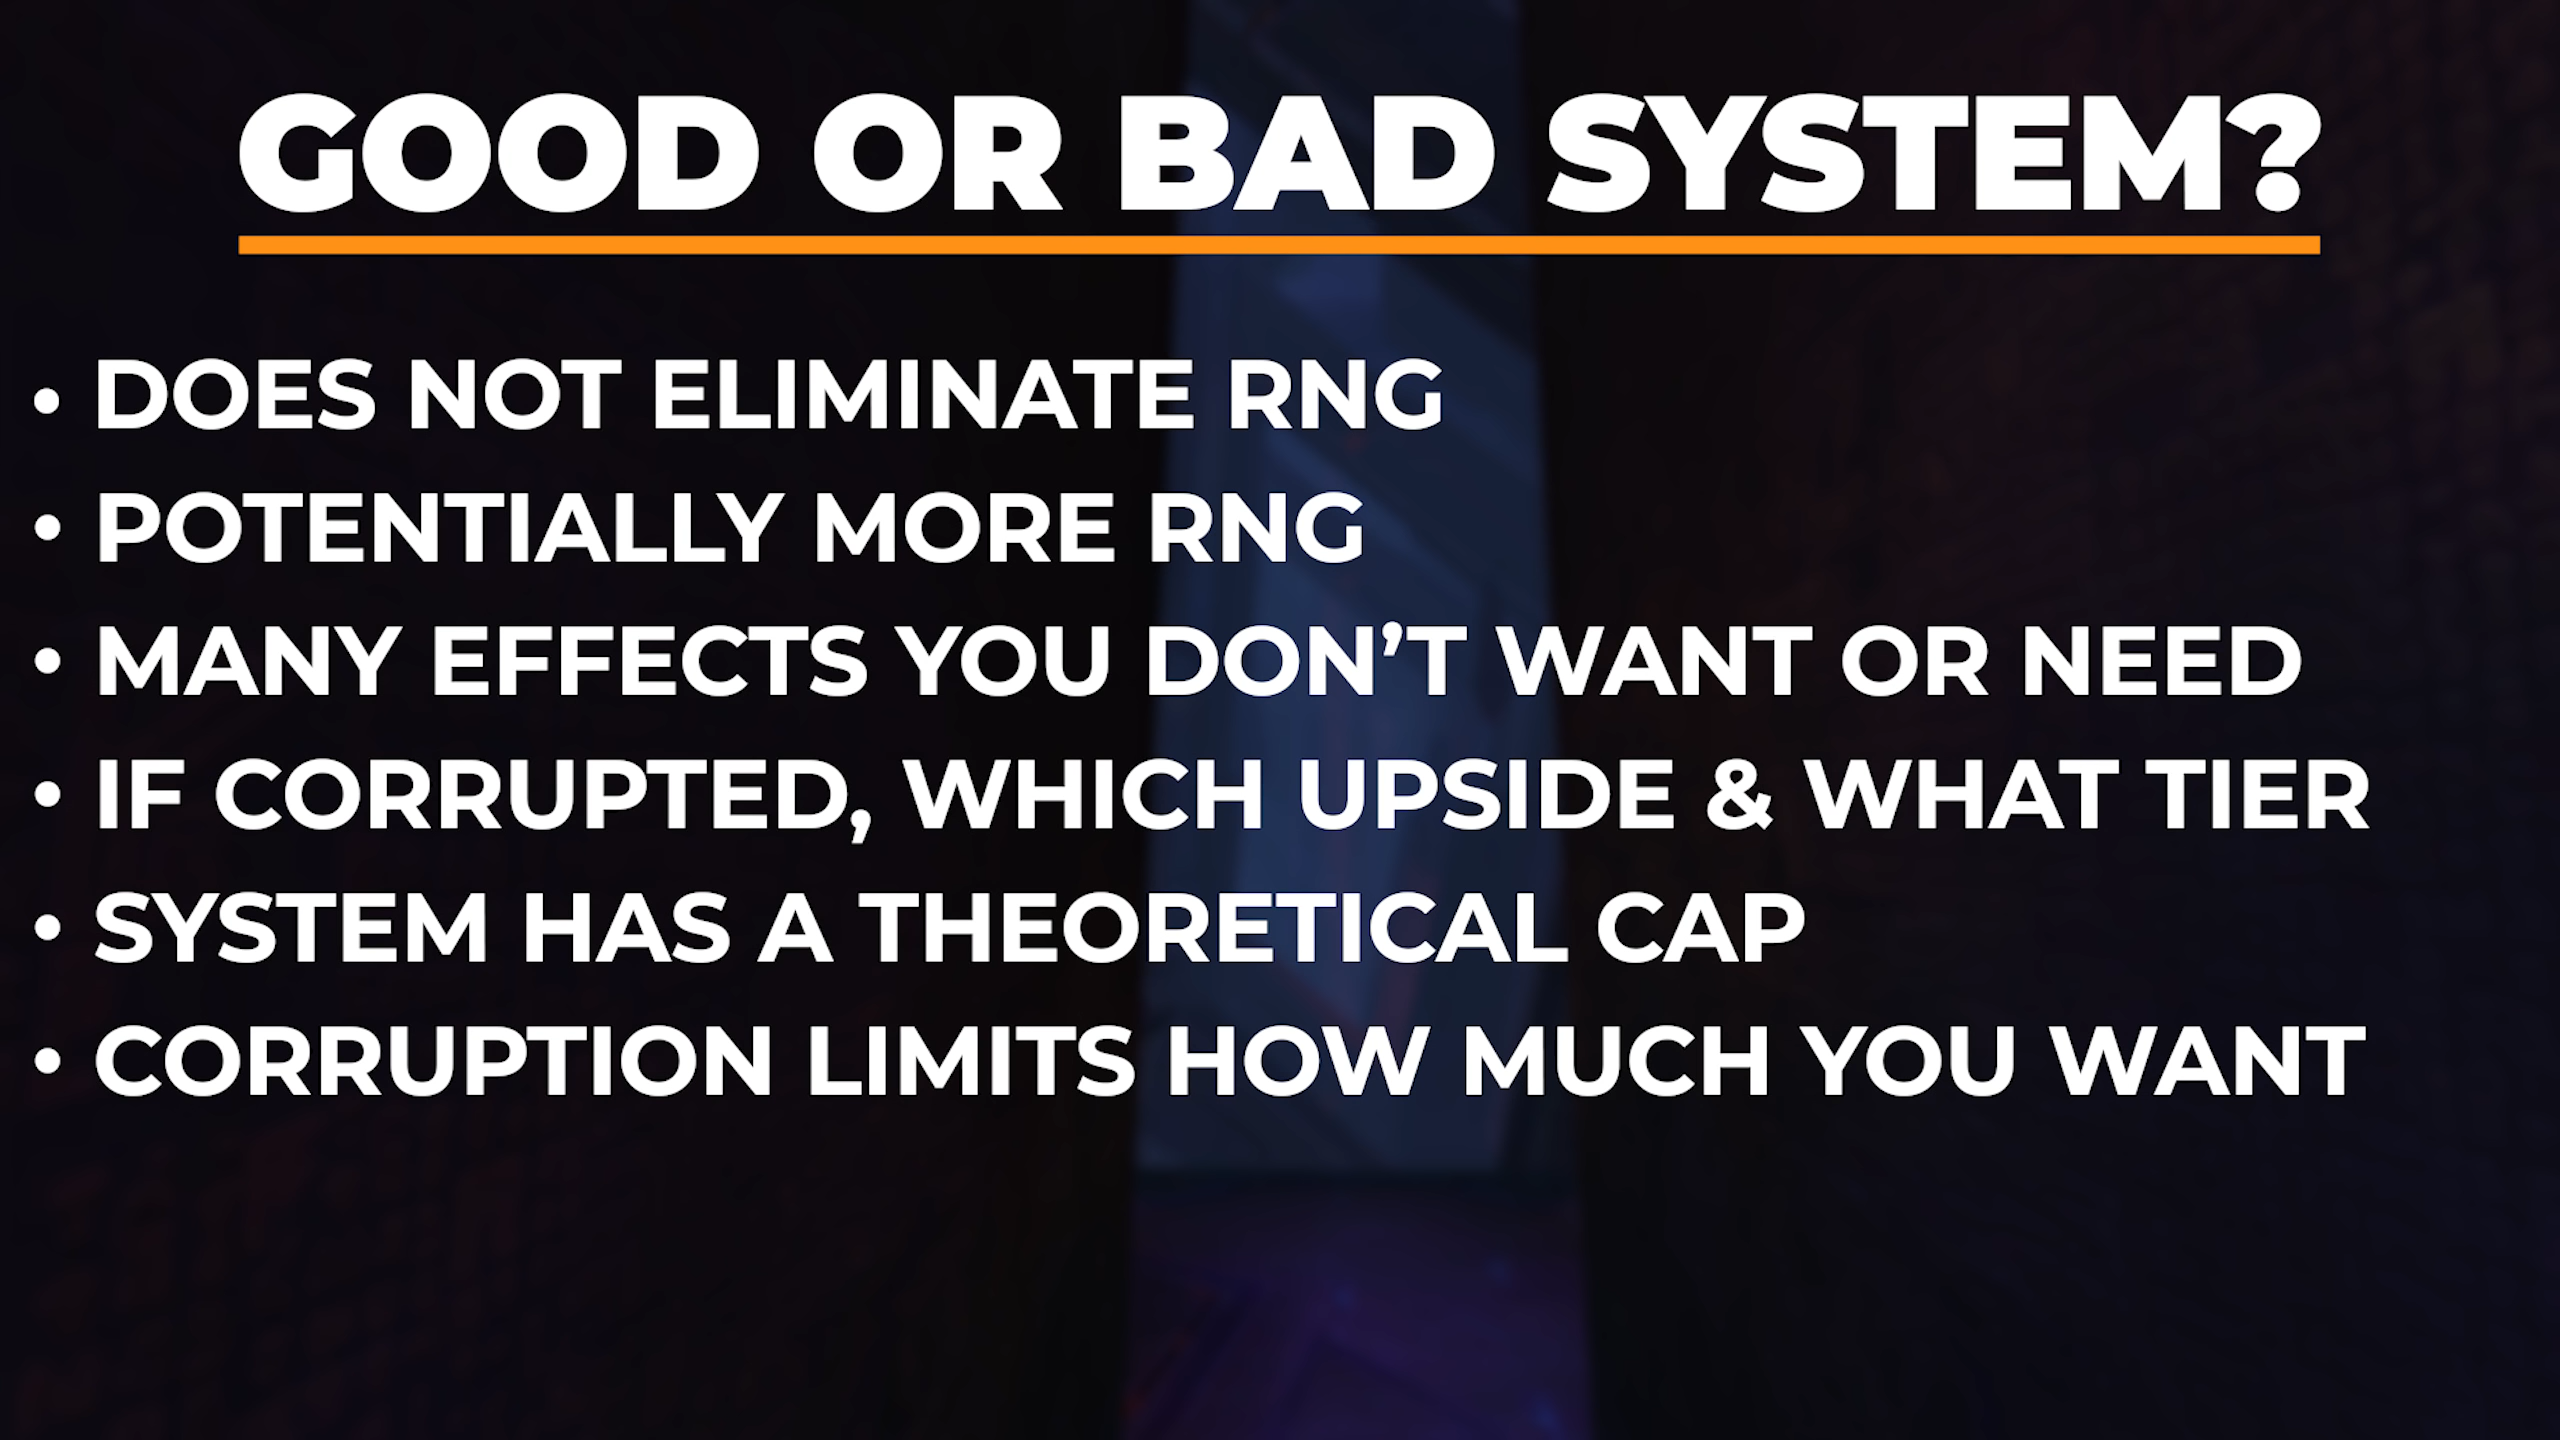 GOOD OR BAD SYSTEM?
• DOES NOT ELIMINATE RNG
• POTENTIALLY MORE RNG
• MANY EFFECTS YOU DON’T WANT OR NEED
• IF CORRUPTED, WHICH UPSIDE & WHAT TIER
• SYSTEM HAS A THEORETICAL CAP
• CORRUPTION LIMITS HOW MUCH YOU WANT